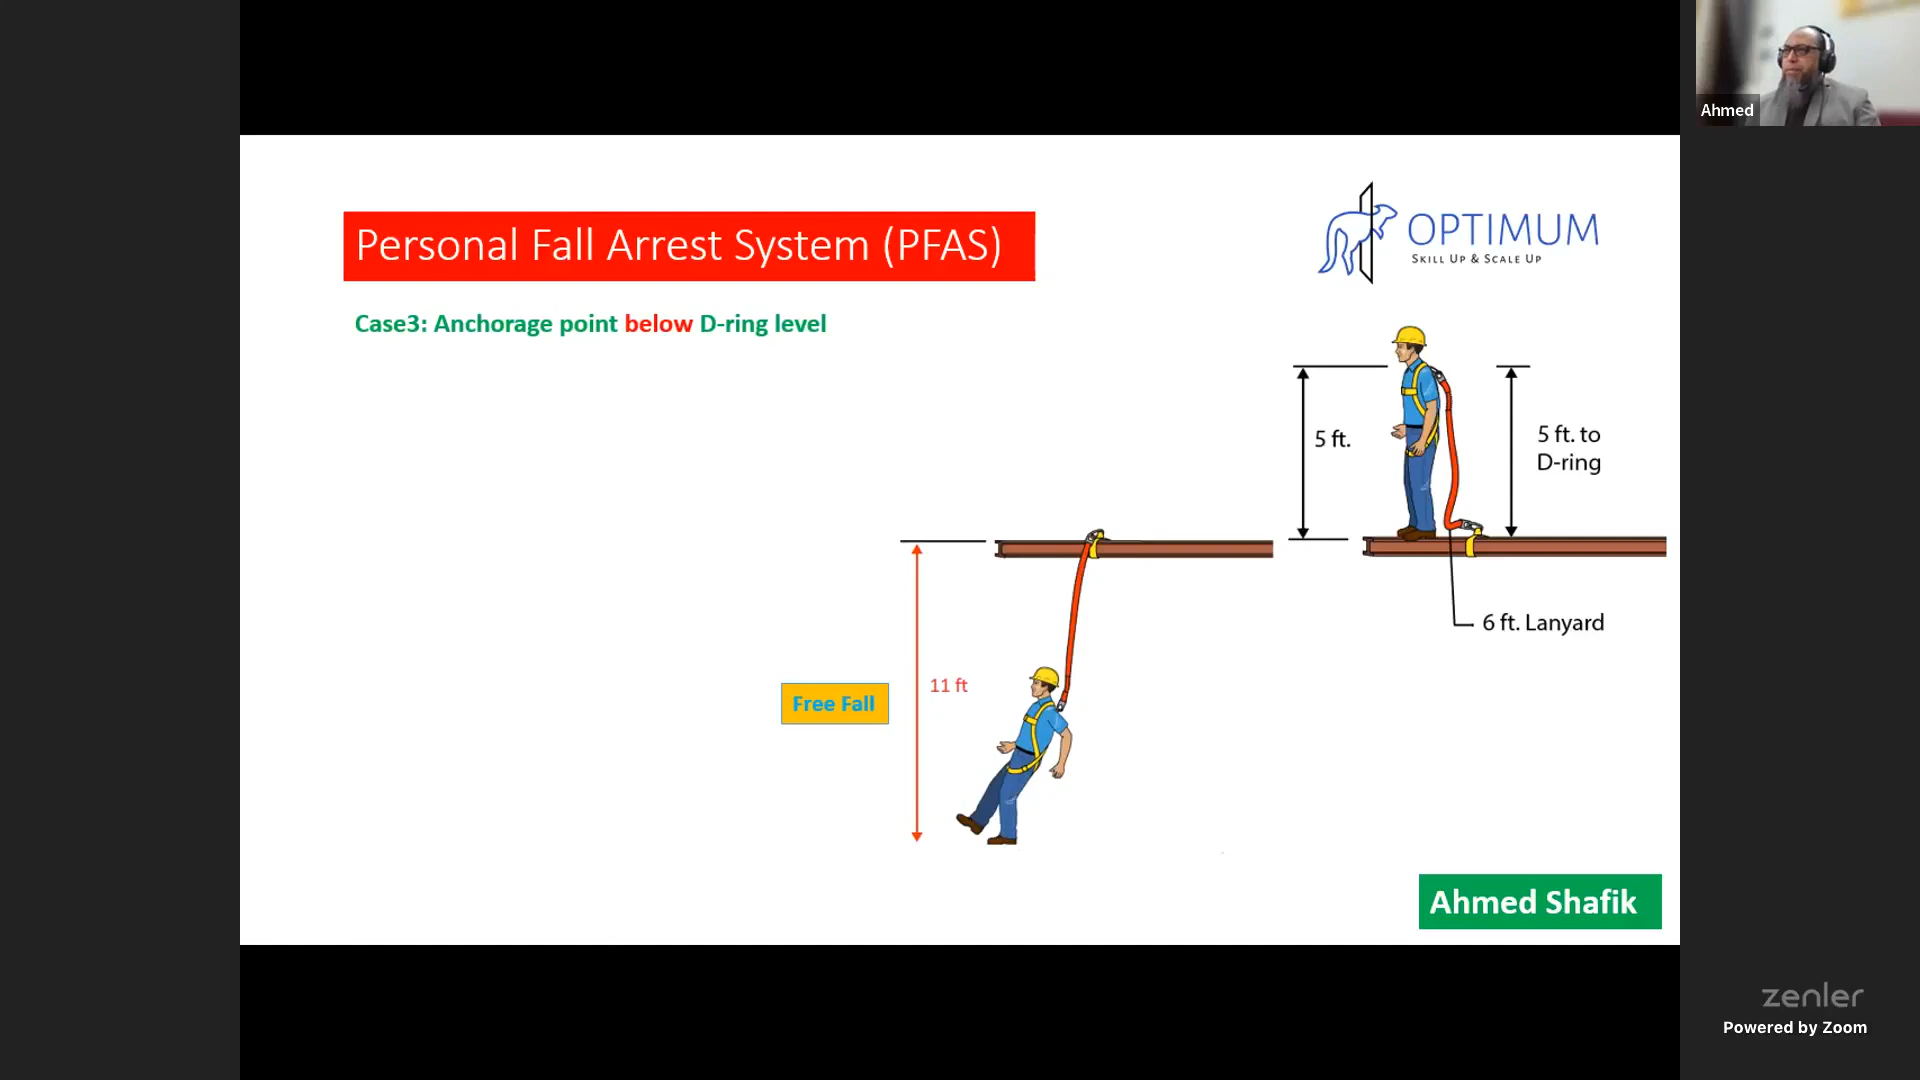 Ahmed
Personal Fall Arrest System (PFAS)
OPTIMUM
SKILL UP & SCALE UP
Case3: Anchorage point below D-ring level
5 ft.
5 ft. to
D-ring
6 ft. Lanyard
11 ft
Free Fall
Ahmed Shafik
zenler
Powered by Zoom